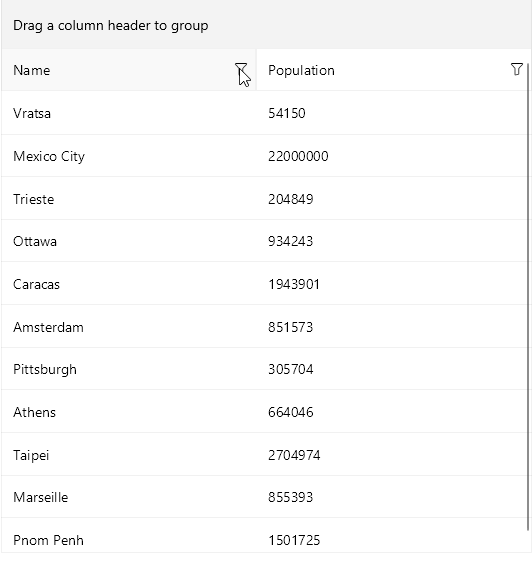 Drag a column header to group
Name Population
Vratsa 54150
Mexico City 22000000
Trieste 204849
Ottawa 934243
Caracas 1943901
Amsterdam 851573
Pittsburgh 305704
Athens 664046
Taipei 2704974
Marseille 855393
Pnom Penh 1501725